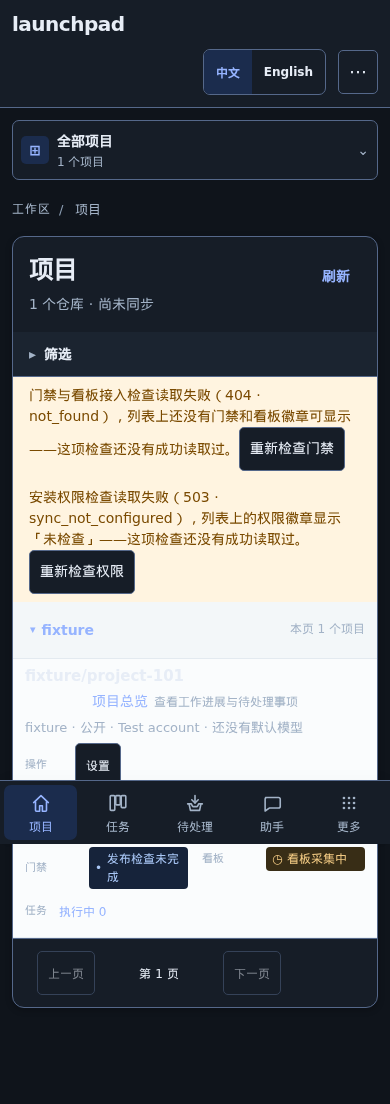 launchpad
中文 English ⋯
全部项目
1 个项目
工作区 / 项目
项目
刷新
1 个仓库 · 尚未同步
▸ 筛选
门禁与看板接入检查读取失败（404 ·
not_found），列表上还没有门禁和看板徽章可显示
——这项检查还没有成功读取过。 重新检查门禁
安装权限检查读取失败（503 ·
sync_not_configured），列表上的权限徽章显示
「未检查」——这项检查还没有成功读取过。
重新检查权限
▾ fixture 本页 1 个项目
fixture/project-101
项目总览 查看工作进展与待处理事项
fixture · 公开 · Test account · 还没有默认模型
操作 设置
项目 任务 待处理 助手 更多
门禁 • 发布检查未完成 看板 ◷ 看板采集中
任务 执行中 0
上一页 第 1 页 下一页